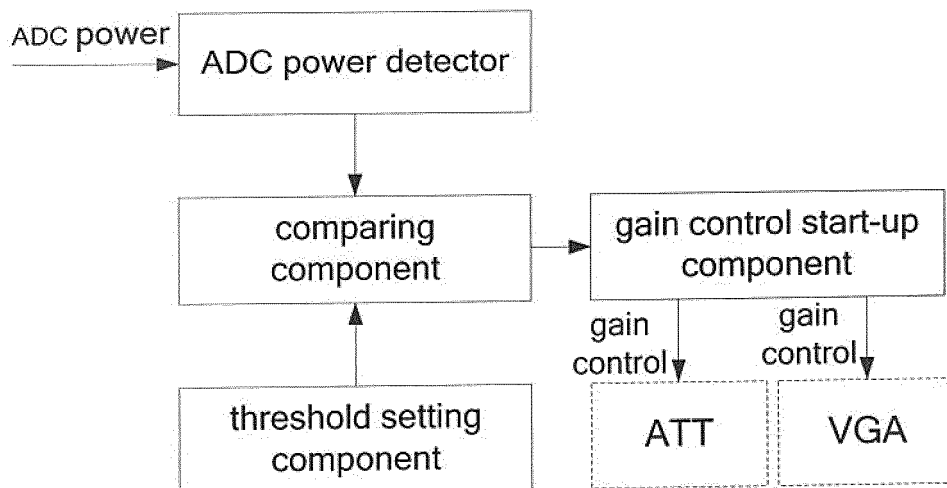 ADC power
ADC power detector
comparing
component
gain control start-up
component
gain
control
gain
control
threshold setting
component
ATT
VGA